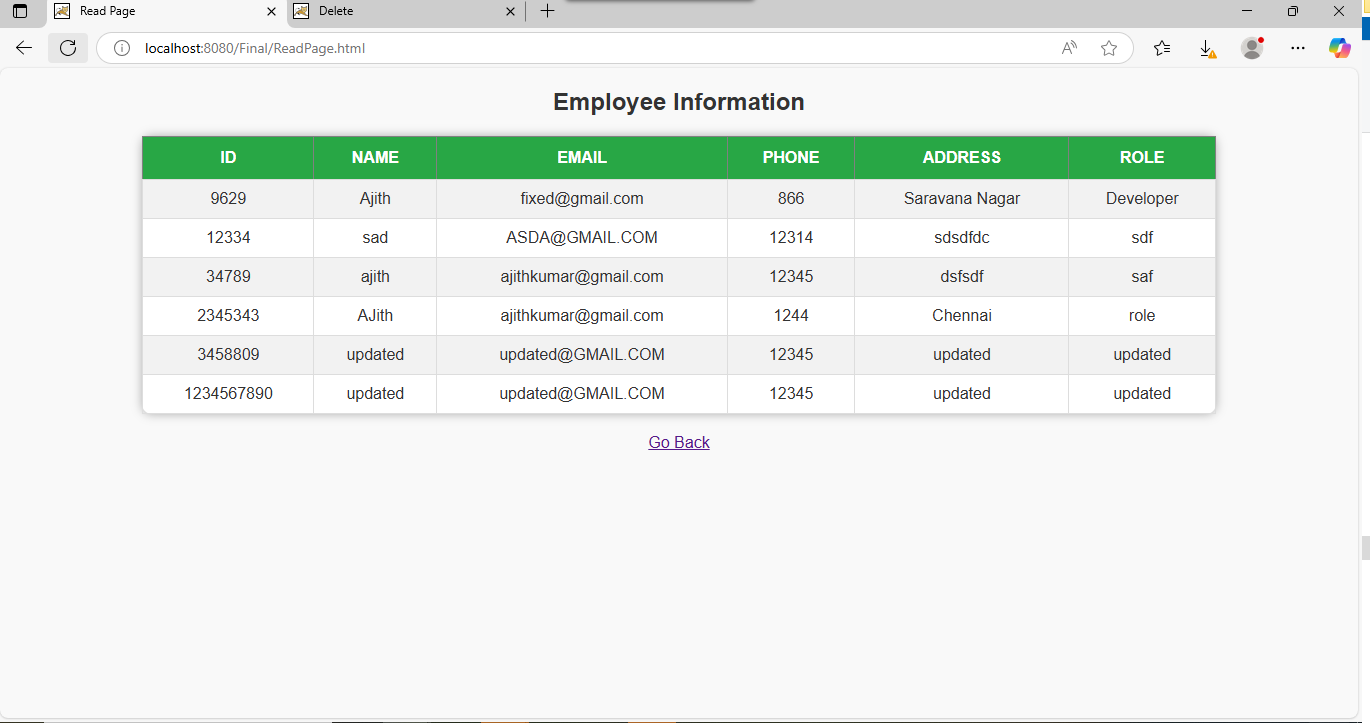 Read Page Delete
localhost:8080/Final/ReadPage.html
Employee Information
ID NAME EMAIL PHONE ADDRESS ROLE
9629 Ajith fixed@gmail.com 866 Saravana Nagar Developer
12334 sad ASDA@GMAIL.COM 12314 sdsdfdc sdf
34789 ajith ajithkumar@gmail.com 12345 dsfsdf saf
2345343 AJith ajithkumar@gmail.com 1244 Chennai role
3458809 updated updated@GMAIL.COM 12345 updated updated
1234567890 updated updated@GMAIL.COM 12345 updated updated
Go Back